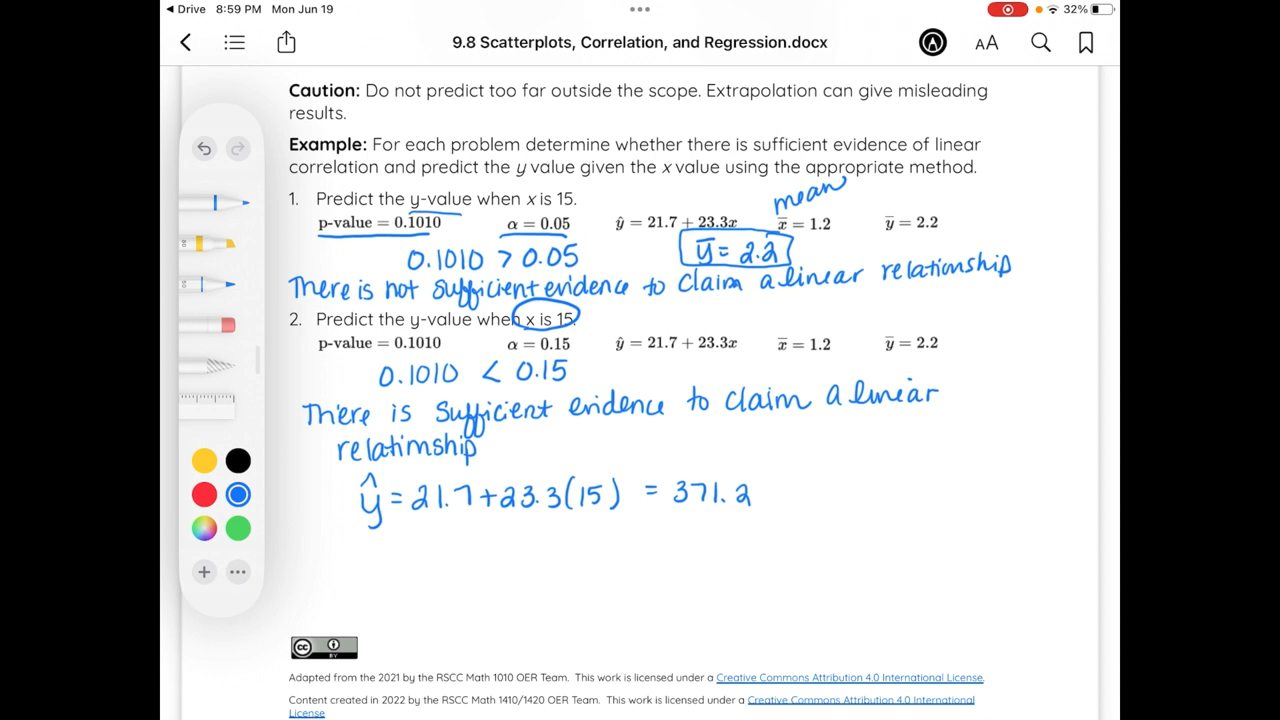 Drive 8:59 PM Mon Jun 19 32%
9.8 Scatterplots, Correlation, and Regression.docx AA
Caution: Do not predict too far outside the scope. Extrapolation can give misleading
results.
Example: For each problem determine whether there is sufficient evidence of linear
correlation and predict the y value given the x value using the appropriate method.
mean
1. Predict the y-value when x is 15.
p-value = 0.1010 α = 0.05 ŷ = 21.7 + 23.3x x̅ = 1.2 y̅ = 2.2
0.1010 > 0.05 y̅ = 2.2
There is not sufficient evidence to claim a linear relationship
2. Predict the y-value when x is 15.
p-value = 0.1010 α = 0.15 ŷ = 21.7 + 23.3x x̅ = 1.2 y̅ = 2.2
0.1010 < 0.15
There is sufficient evidence to claim a linear
relatimship
ŷ = 21.7+23.3(15) = 371.2
cc BY
Adapted from the 2021 by the RSCC Math 1010 OER Team. This work is licensed under a Creative Commons Attribution 4.0 International License.
Content created in 2022 by the RSCC Math 1410/1420 OER Team. This work is licensed under a Creative Commons Attribution 4.0 International
License